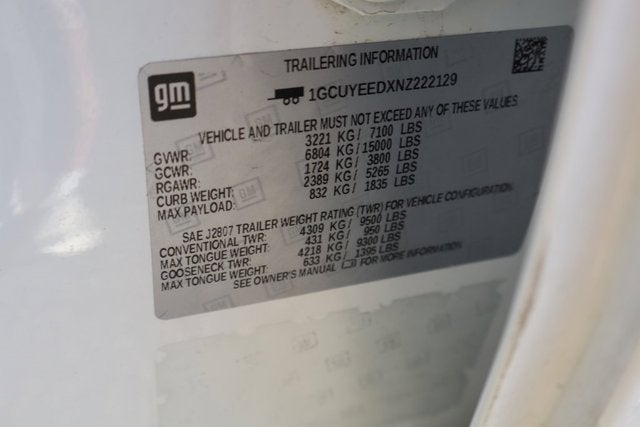 TRAILERING INFORMATION
gm
1GCUYEEDXNZ222129
VEHICLE AND TRAILER MUST NOT EXCEED ANY OF THESE VALUES
GVWR: 3221 KG/ 7100 LBS
GCWR: 6804 KG/ 15000 LBS
RGAWR: 1724 KG/ 3800 LBS
CURB WEIGHT: 2389 KG/ 5265 LBS
MAX PAYLOAD: 832 KG/ 1835 LBS
SAE J2807 TRAILER WEIGHT RATING (TWR) FOR VEHICLE CONFIGURATION
CONVENTIONAL TWR: 4309 KG/ 9500 LBS
MAX TONGUE WEIGHT: 431 KG/ 950 LBS
GOOSENECK TWR: 4218 KG/ 9300 LBS
MAX TONGUE WEIGHT: 633 KG/ 1395 LBS
SEE OWNER'S MANUAL FOR MORE INFORMATION